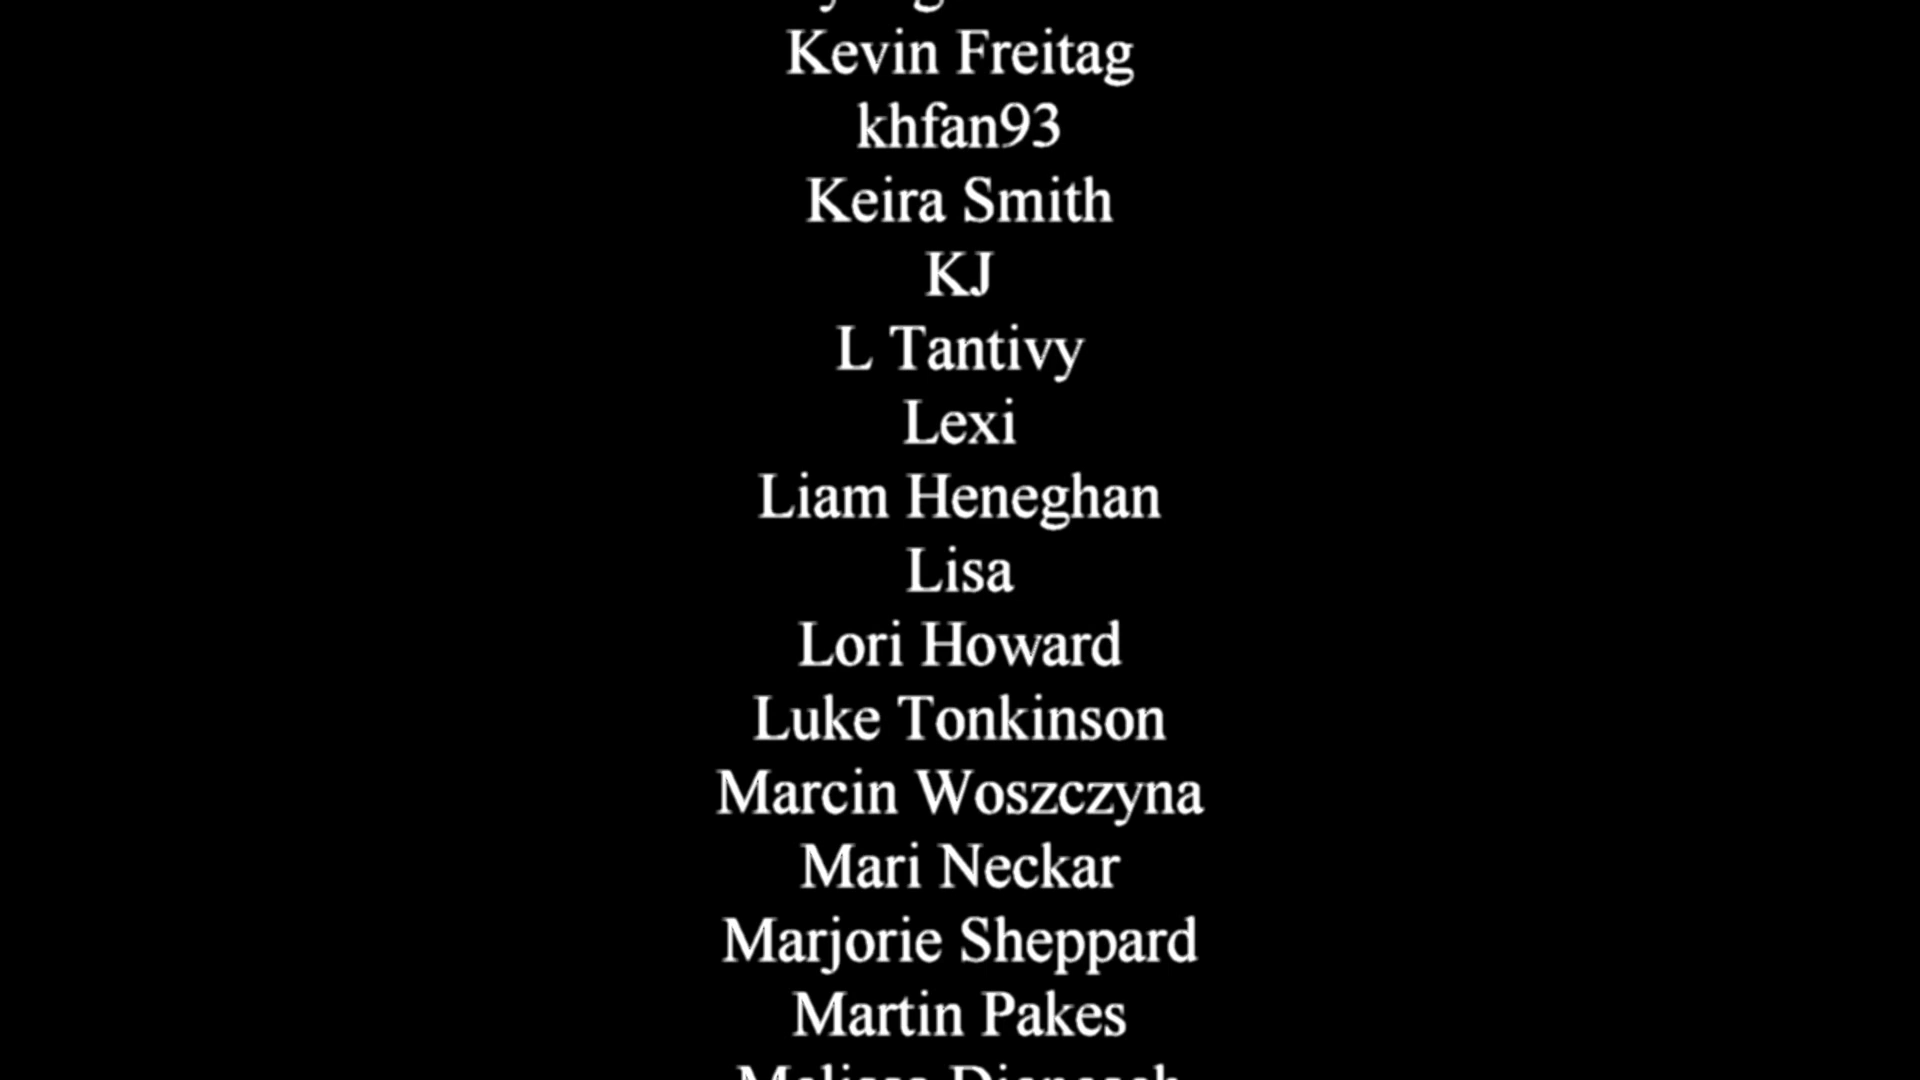 Kevin Freitag
khfan93
Keira Smith
KJ
L Tantivy
Lexi
Liam Heneghan
Lisa
Lori Howard
Luke Tonkinson
Marcin Woszczyna
Mari Neckar
Marjorie Sheppard
Martin Pakes
Melissa